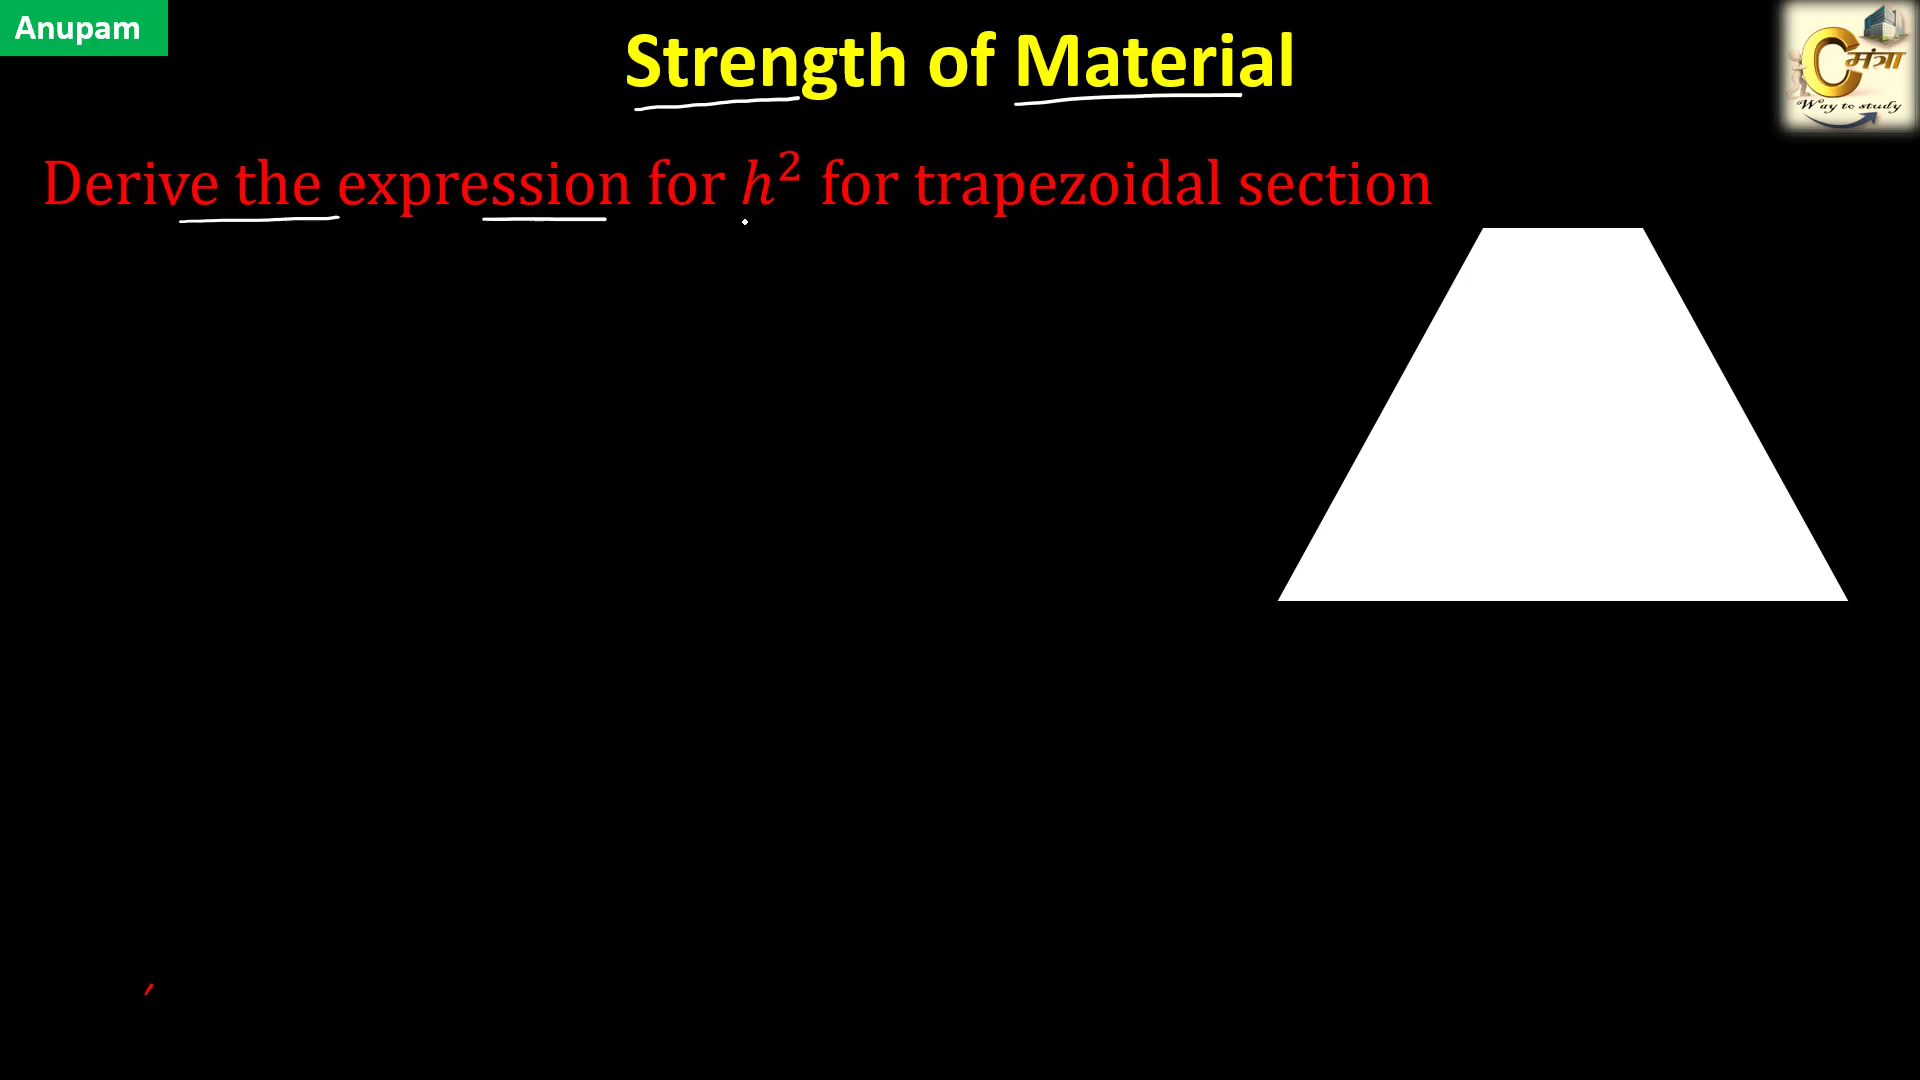 Anupam
Strength of Material
C मंत्रा
Way to study
Derive the expression for h² for trapezoidal section